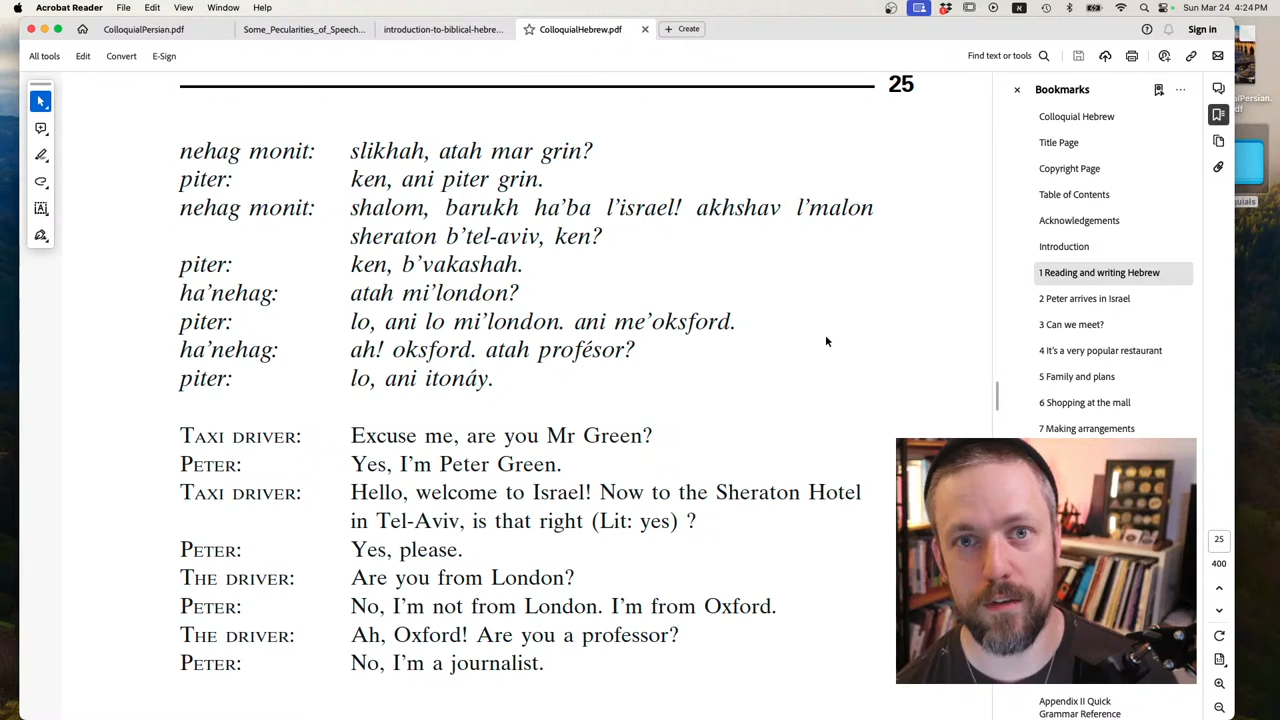 Acrobat Reader File Edit View Window Help Sun Mar 24 4:24 PM
ColloquialPersian.pdf Some_Pecularities_of_Speech... introduction-to-biblical-hebre... ColloquialHebrew.pdf Create Sign in
All tools Edit Convert E-Sign Find text or tools
25
nehag monit: slikhah, atah mar grin?
piter: ken, ani piter grin.
nehag monit: shalom, barukh ha'ba l'israel! akhshav l'malon
sheraton b'tel-aviv, ken?
piter: ken, b'vakashah.
ha'nehag: atah mi'london?
piter: lo, ani lo mi'london. ani me'oksford.
ha'nehag: ah! oksford. atah profésor?
piter: lo, ani itonáy.
TAXI DRIVER: Excuse me, are you Mr Green?
PETER: Yes, I'm Peter Green.
TAXI DRIVER: Hello, welcome to Israel! Now to the Sheraton Hotel
in Tel-Aviv, is that right (Lit: yes) ?
PETER: Yes, please.
THE DRIVER: Are you from London?
PETER: No, I'm not from London. I'm from Oxford.
THE DRIVER: Ah, Oxford! Are you a professor?
PETER: No, I'm a journalist.
Bookmarks
Colloquial Hebrew
Title Page
Copyright Page
Table of Contents
Acknowledgements
Introduction
1 Reading and writing Hebrew
2 Peter arrives in Israel
3 Can we meet?
4 It's a very popular restaurant
5 Family and plans
6 Shopping at the mall
7 Making arrangements
Appendix II Quick
Grammar Reference
25
400